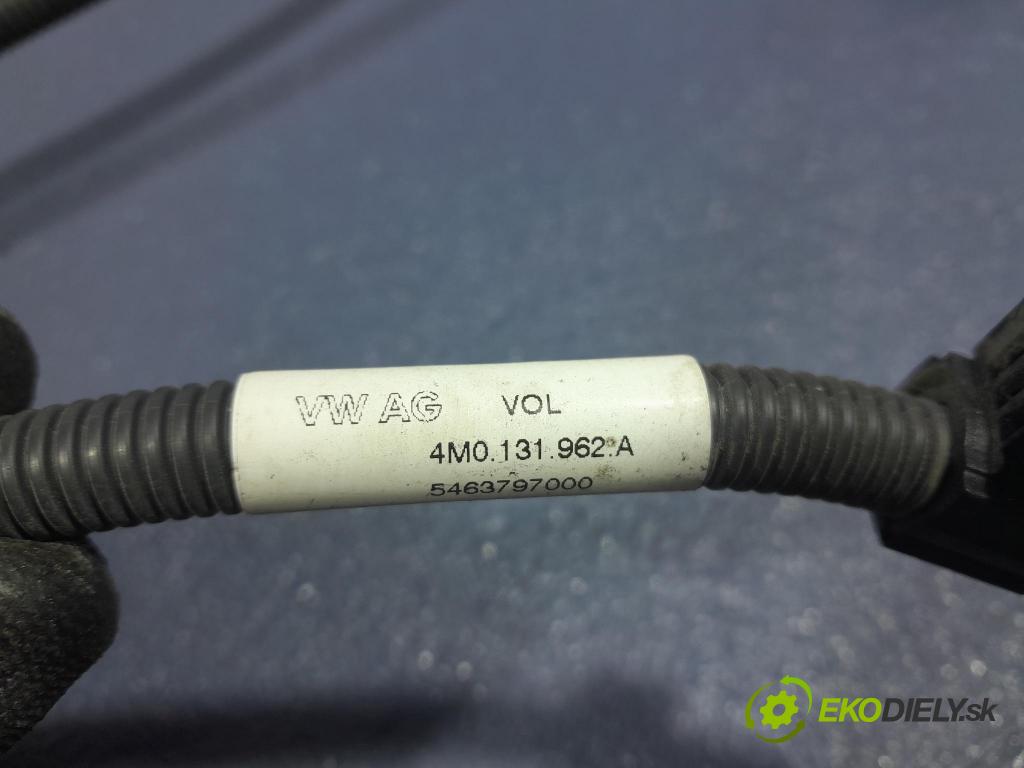 VW AG VOL
4M0.131.962.A
5463797000
EKODIELY.sk